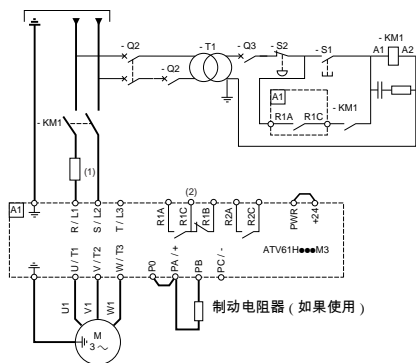 - Q2
- T1
- Q3
- S2
- S1
- KM1
A1
A2
- Q2
A1
R1A
R1C
- KM1
- KM1
(1)
(2)
A1
R / L1
S / L2
T / L3
R1A
R1C
R1B
R2A
R2C
PWR
+24
ATV61H●●●M3
U / T1
V / T2
W / T3
P0
PA / +
PB
PC / -
U1
V1
W1
制动电阻器 ( 如果使用 )
M
3 ~